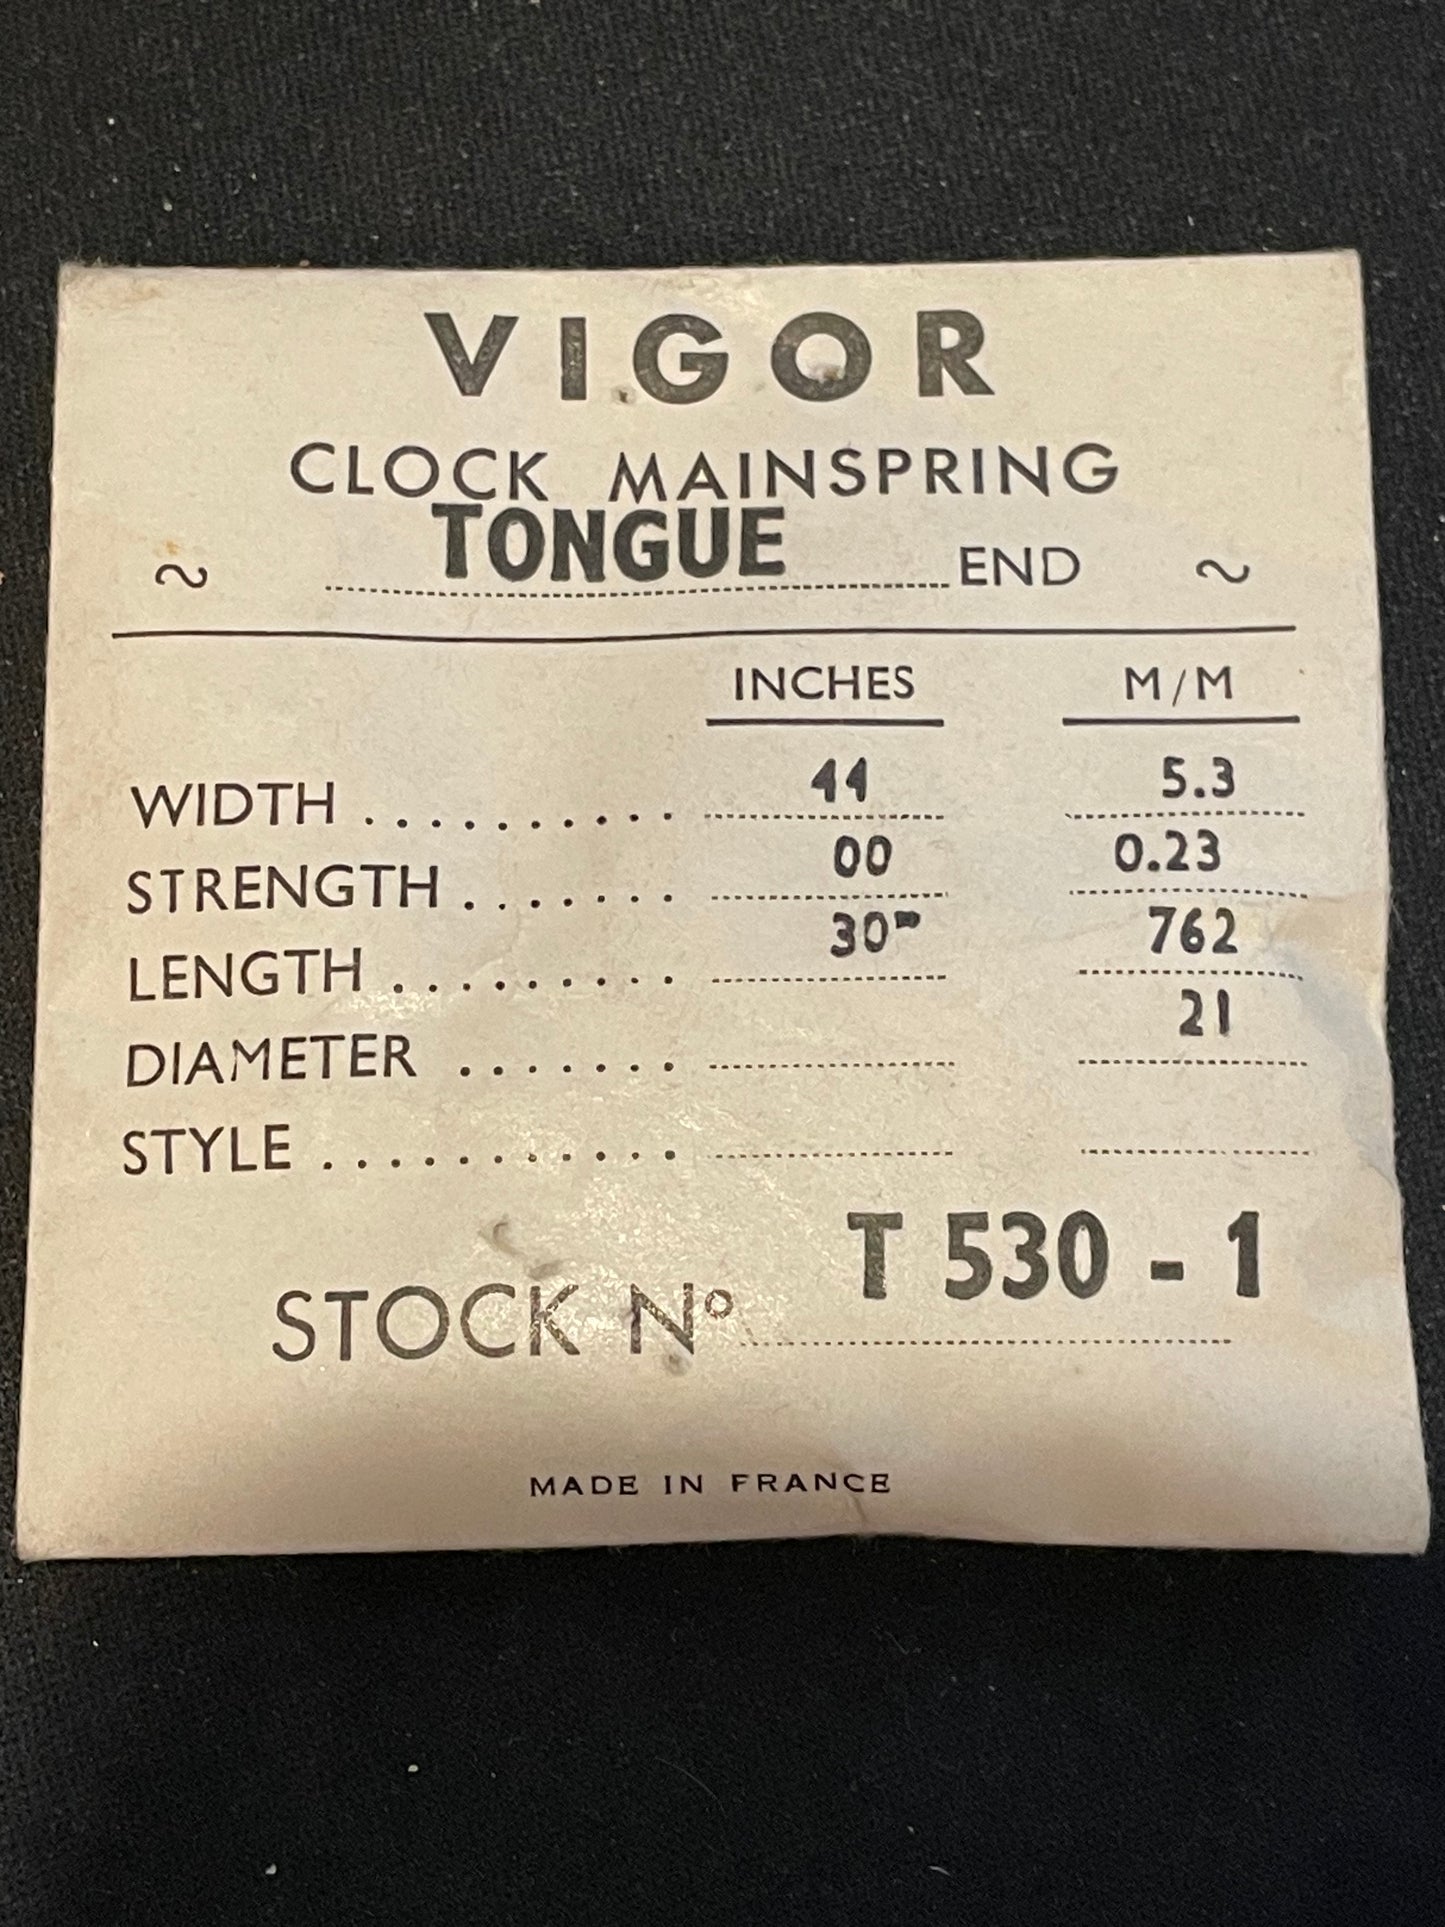 VIGOR
CLOCK MAINSPRING
~ TONGUE END ~
INCHES M/M
WIDTH .......... 44 5.3
STRENGTH ....... 00 0.23
LENGTH ......... 30" 762
DIAMETER ....... 21
STYLE ...........
STOCK Nº T 530 - 1
MADE IN FRANCE